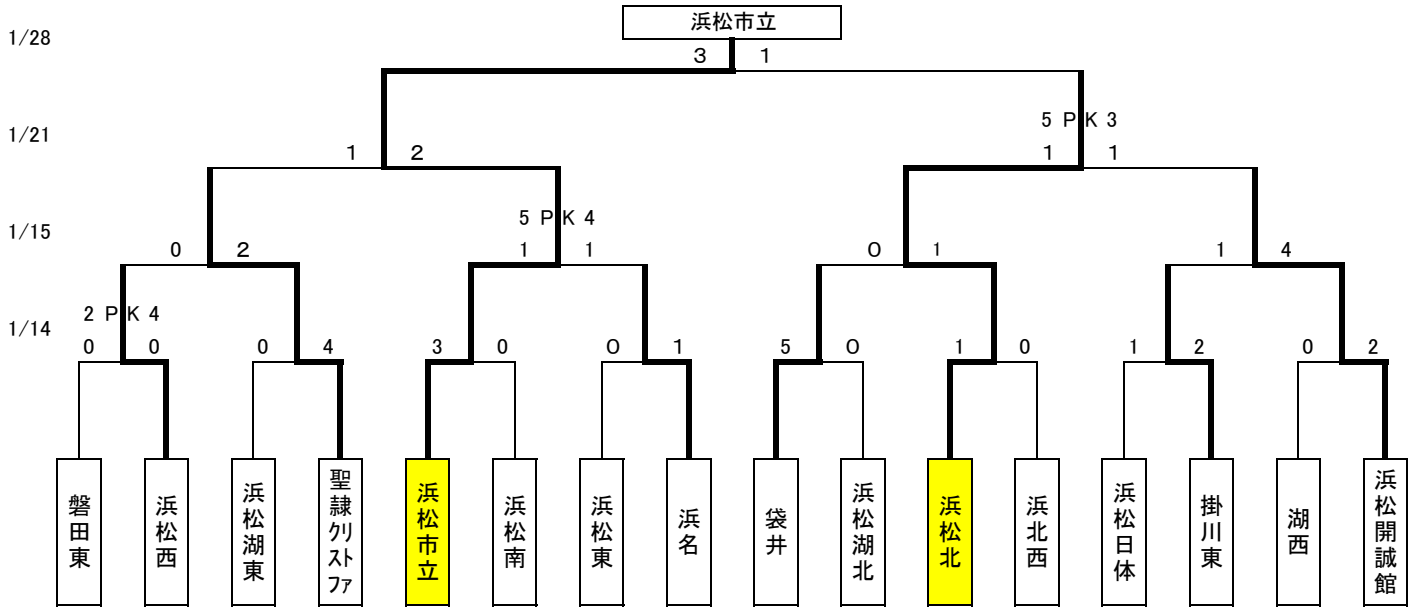 浜松市立
1/28
3 1
1/21
5 PK 3
1 2
1 1
1/15
5 PK 4
0 2
1 1
0 1
1 4
1/14
2 PK 4
0 0
0 4
3 0
0 1
5 0
1 0
1 2
0 2
磐田東
浜松西
浜松湖東
聖隷ｸﾘｽﾄﾌｧ
浜松市立
浜松南
浜松東
浜名
袋井
浜松湖北
浜松北
浜北西
浜松日体
掛川東
湖西
浜松開誠館